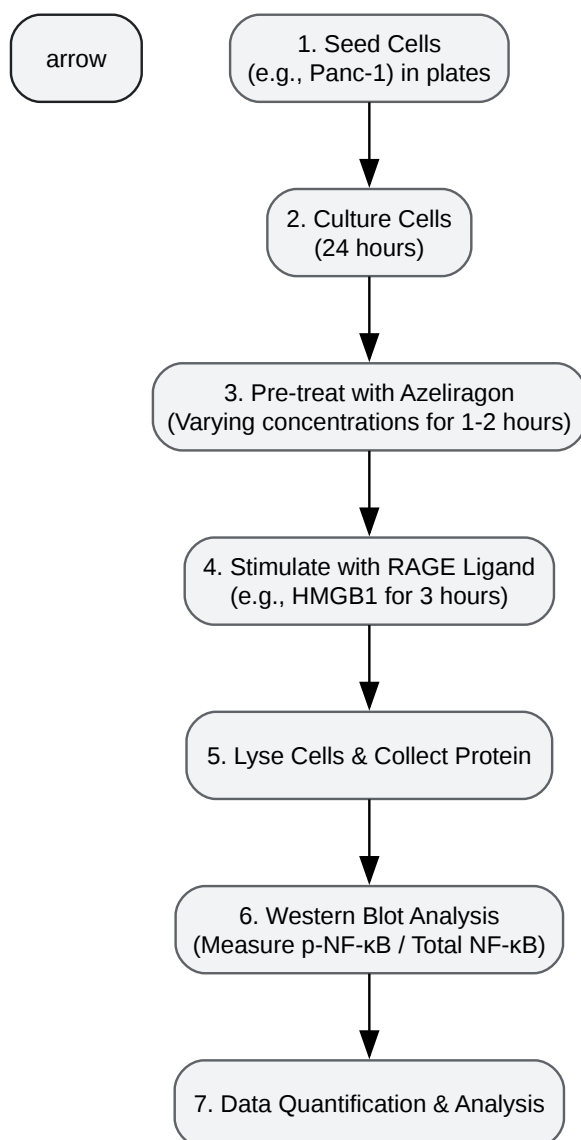 arrow
1. Seed Cells
(e.g., Panc-1) in plates
2. Culture Cells
(24 hours)
3. Pre-treat with Azeliragon
(Varying concentrations for 1-2 hours)
4. Stimulate with RAGE Ligand
(e.g., HMGB1 for 3 hours)
5. Lyse Cells & Collect Protein
6. Western Blot Analysis
(Measure p-NF-κB / Total NF-κB)
7. Data Quantification & Analysis